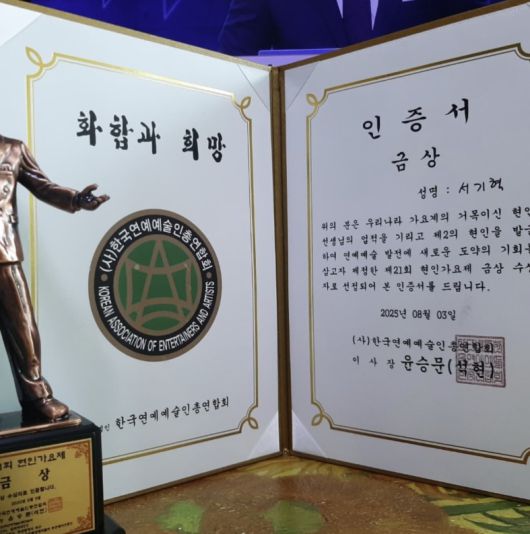 화합과 희망
(사)한국연예예술인총연합회
KOREAN ASSOCIATION OF ENTERTAINERS AND ARTISTS
한국연예예술인총연합회
인증서
금상
성명 : 서기혁
위의 분은 우리나라 가요계의 거목이신 현인
선생님의 업적을 기리고 제2의 현인을 발굴
하여 연예예술 발전에 새로운 도약의 기회를
삼고자 제정한 제21회 현인가요제 금상 수상
자로 선정되어 본 인증서를 드립니다.
2025년 08월 03일
(사)한국연예예술인총연합회
이 사 장 윤승문(석현)
현인가요제
금 상